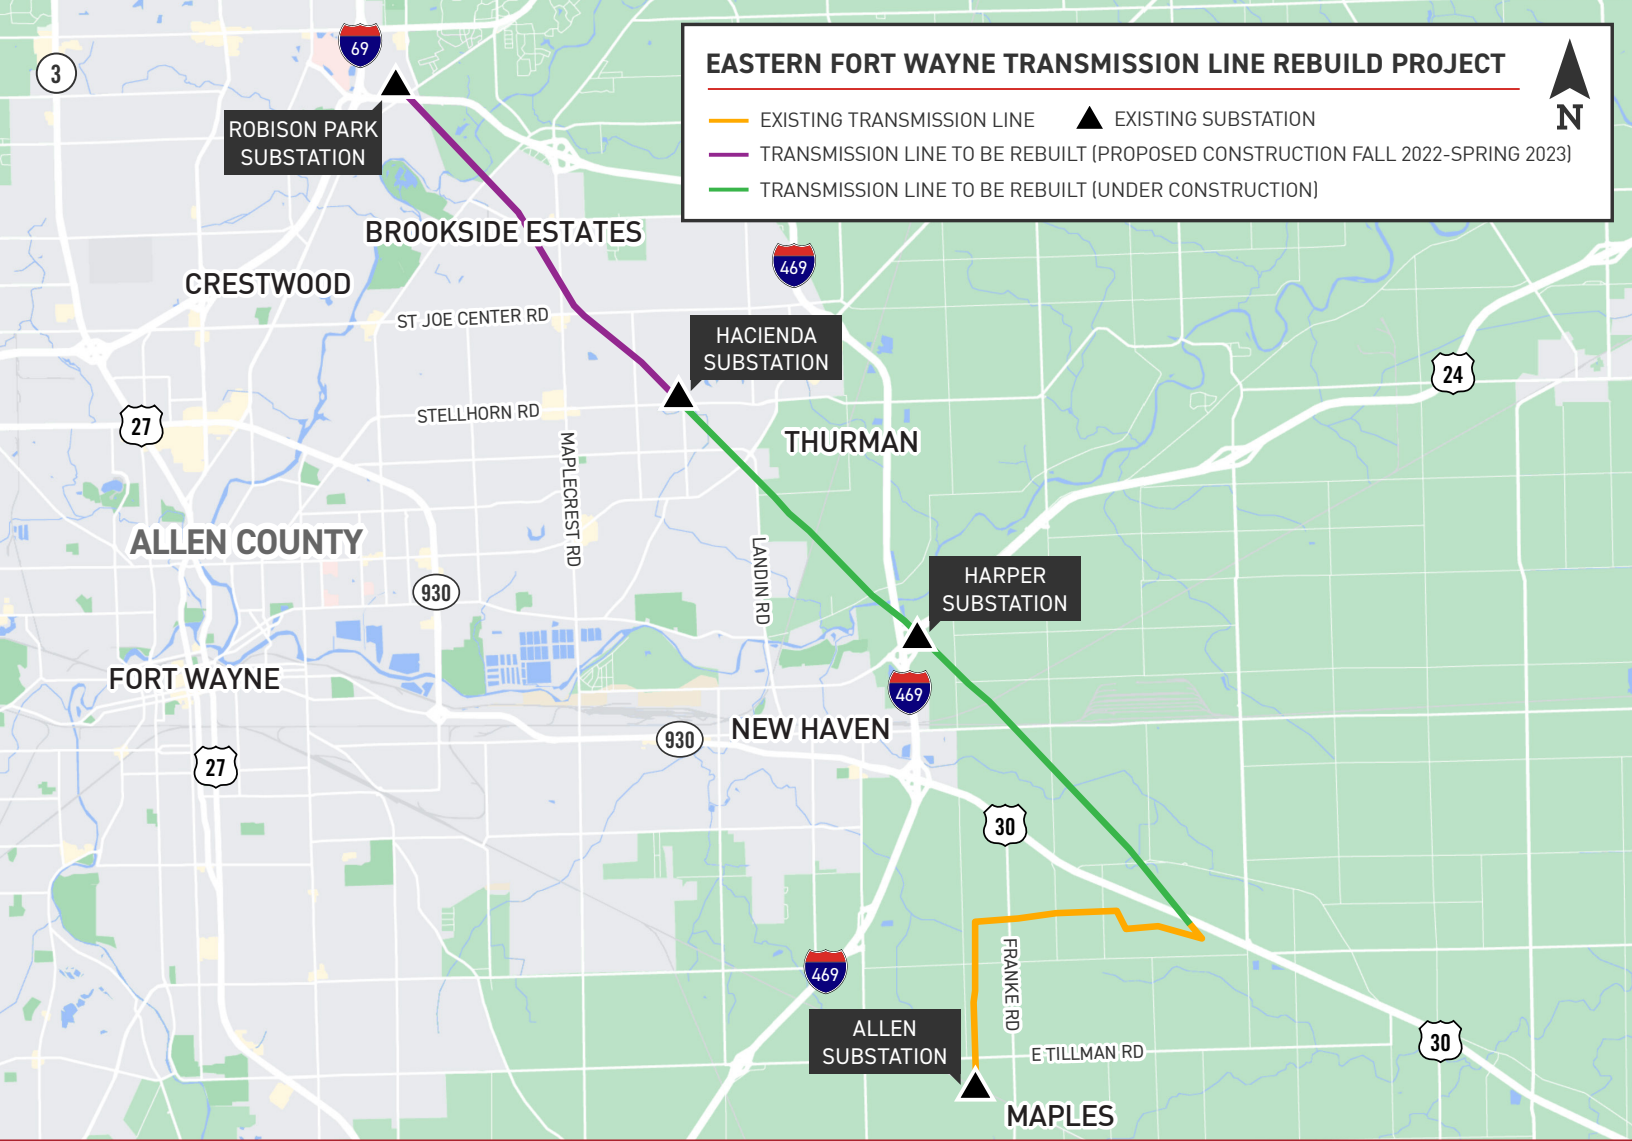 EASTERN FORT WAYNE TRANSMISSION LINE REBUILD PROJECT
EXISTING TRANSMISSION LINE
EXISTING SUBSTATION
TRANSMISSION LINE TO BE REBUILT (PROPOSED CONSTRUCTION FALL 2022-SPRING 2023)
TRANSMISSION LINE TO BE REBUILT (UNDER CONSTRUCTION)
N
69
3
ROBISON PARK
SUBSTATION
BROOKSIDE ESTATES
469
CRESTWOOD
ST JOE CENTER RD
HACIENDA
SUBSTATION
24
27
STELLHORN RD
THURMAN
MAPLECREST RD
ALLEN COUNTY
LANDIN RD
930
HARPER
SUBSTATION
FORT WAYNE
469
NEW HAVEN
930
27
30
FRANKE RD
469
ALLEN
SUBSTATION
E TILLMAN RD
30
MAPLES